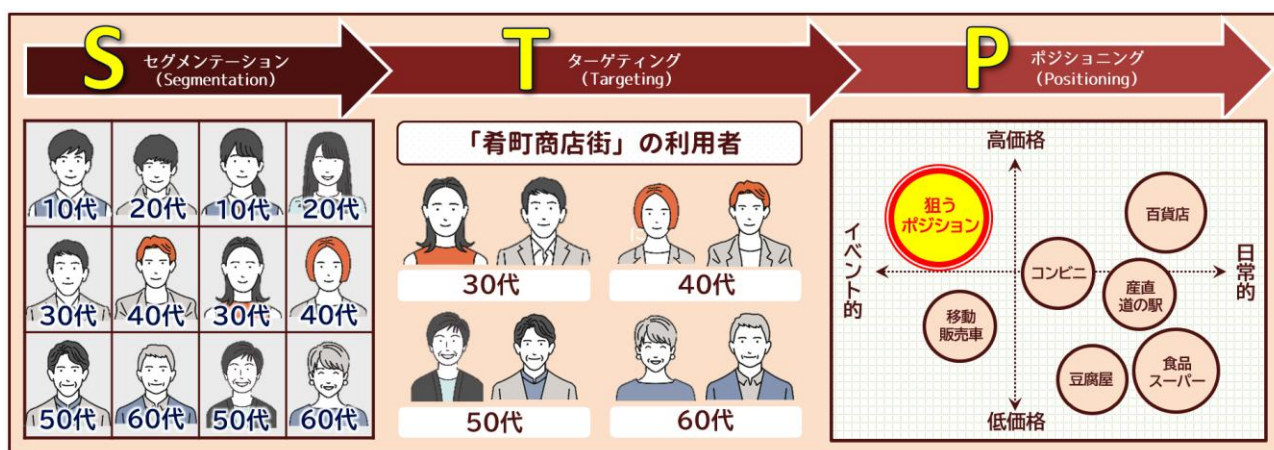 S
セグメンテーション
(Segmentation)
T
ターゲティング
(Targeting)
P
ポジショニング
(Positioning)
10代
20代
10代
20代
30代
40代
30代
40代
50代
60代
50代
60代
「肴町商店街」の利用者
30代
40代
50代
60代
高価格
狙う
ポジション
百貨店
イベント的
コンビニ
産直
道の駅
日常的
移動
販売車
豆腐屋
食品
スーパー
低価格